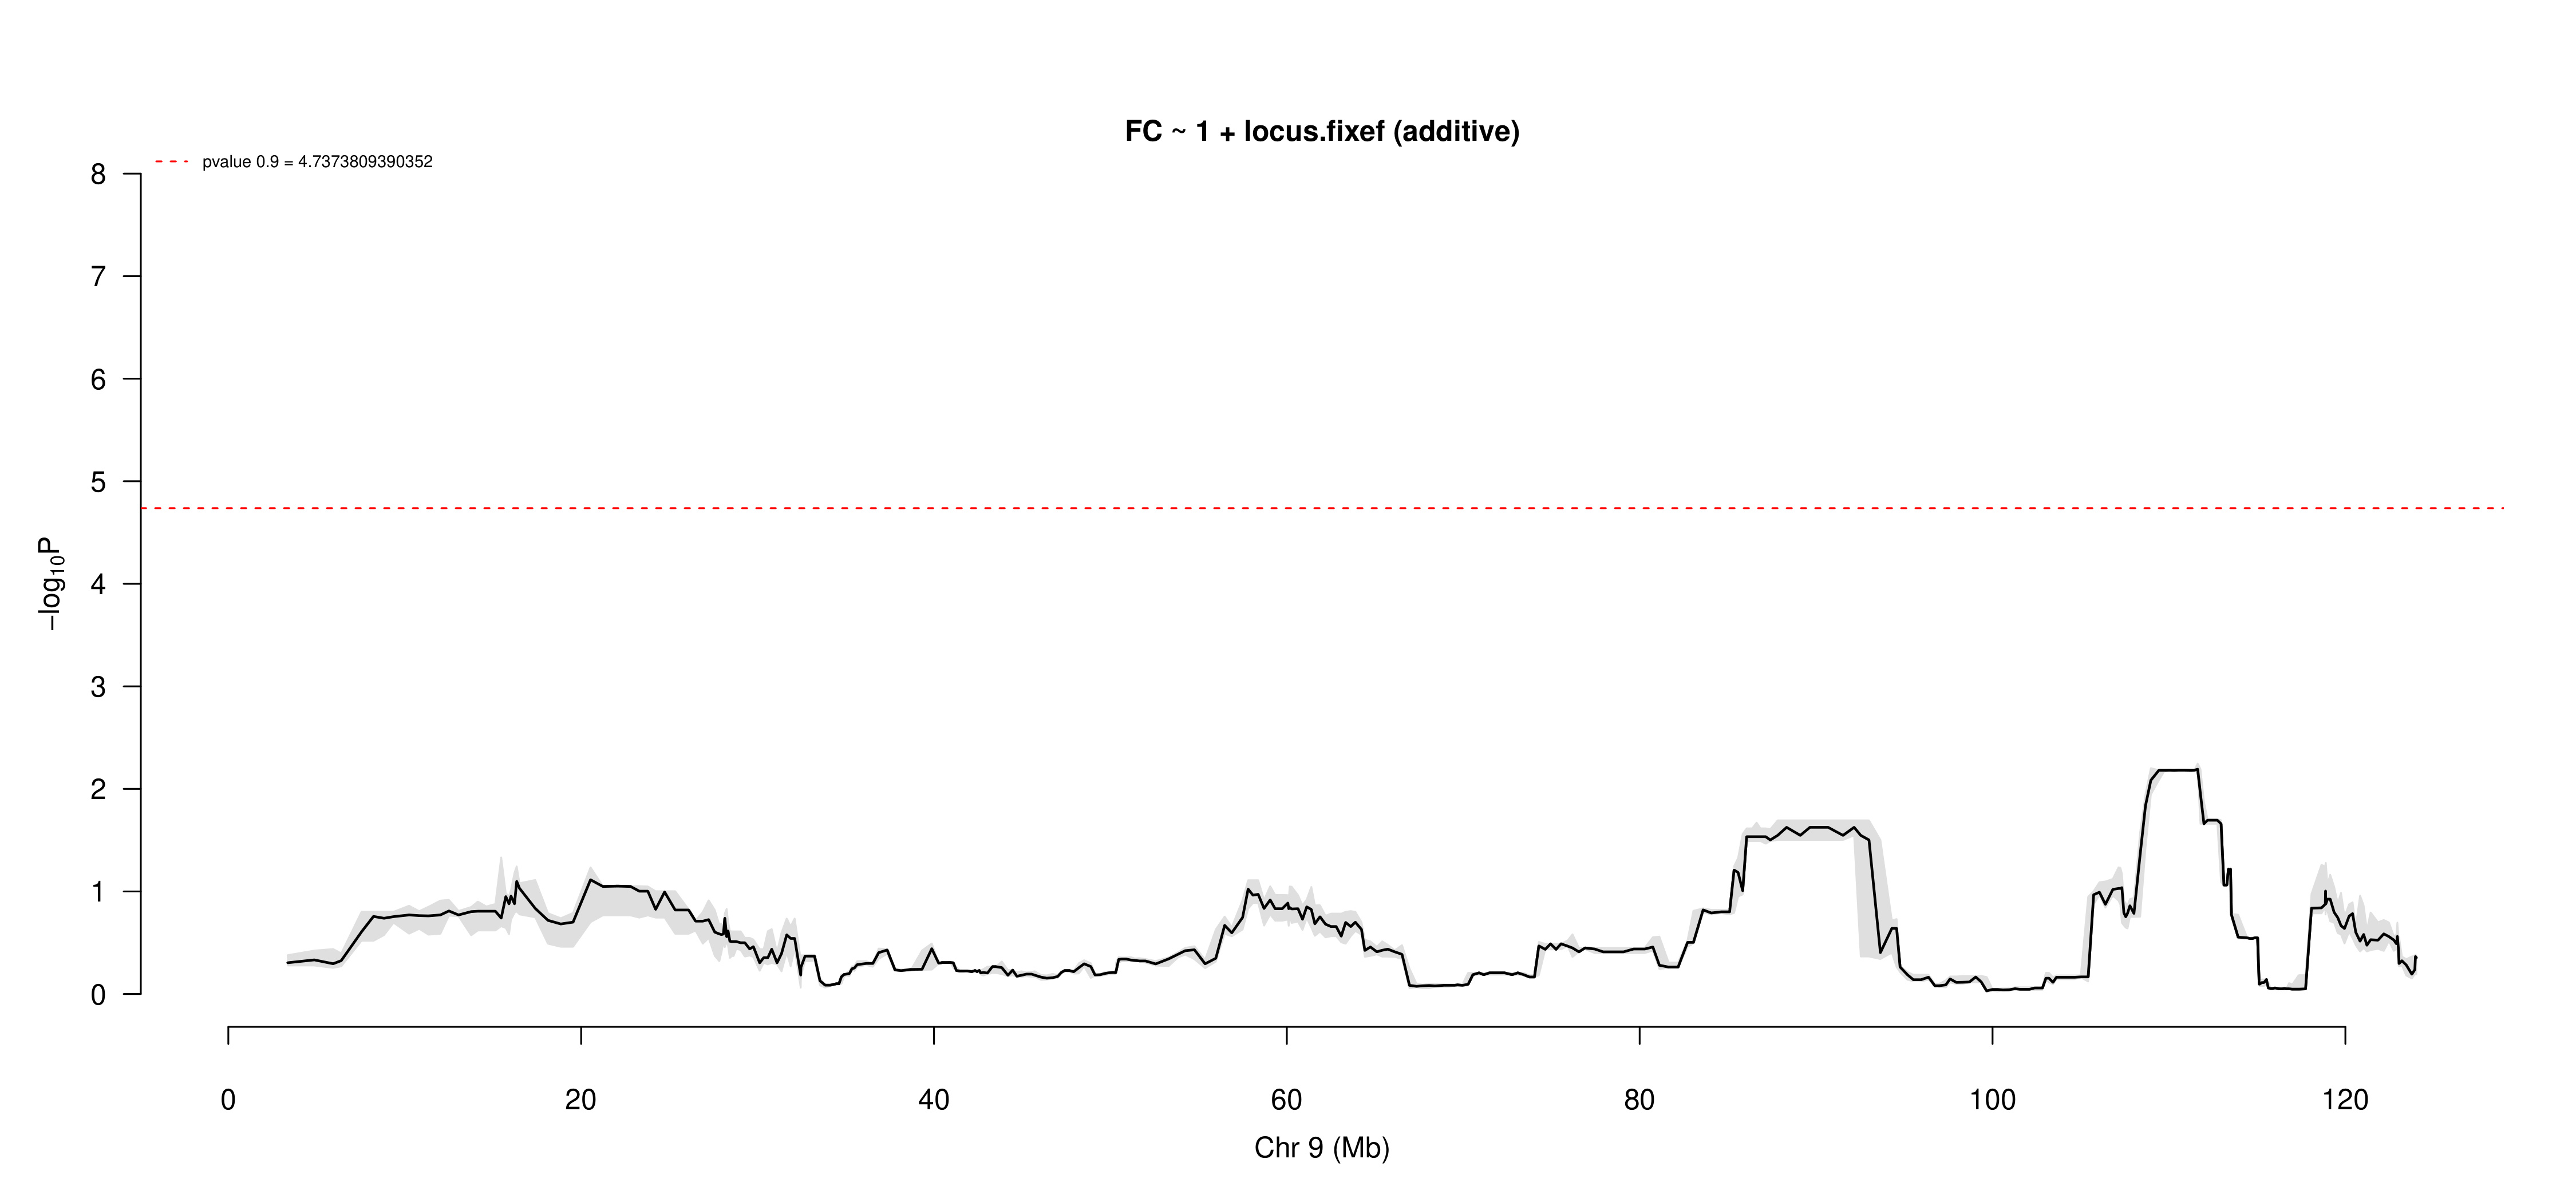 FC ~ 1 + locus.fixef (additive)
pvalue 0.9 = 4.7373809390352
8
7
6
5
4
3
2
1
0
−log10P
0 20 40 60 80 100 120
Chr 9 (Mb)